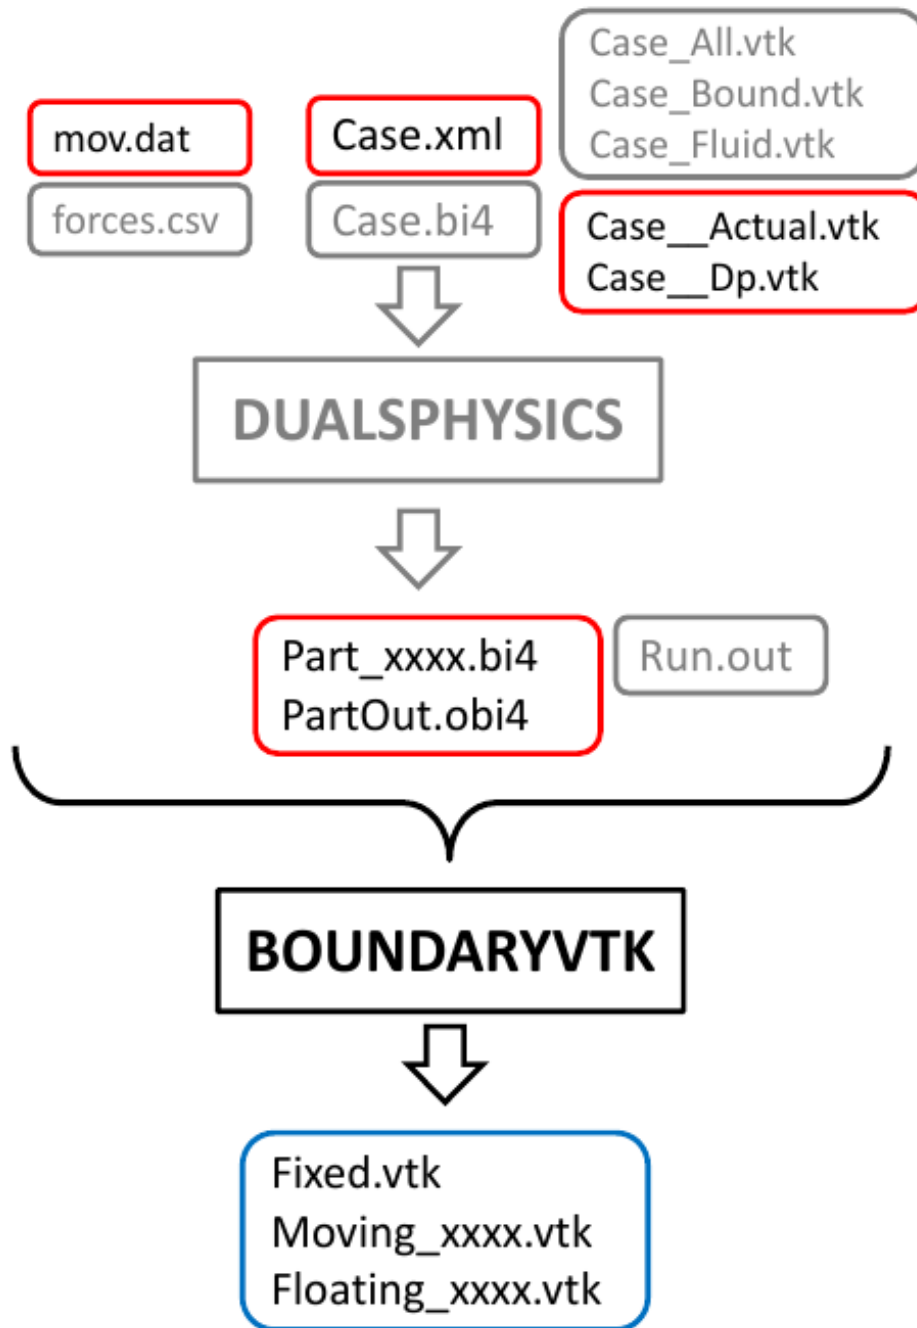 mov.dat
forces.csv
Case.xml
Case.bi4
Case_All.vtk
Case_Bound.vtk
Case_Fluid.vtk
Case__Actual.vtk
Case__Dp.vtk
DUALSPHYSICS
Part_xxxx.bi4
PartOut.obi4
Run.out
BOUNDARYVTK
Fixed.vtk
Moving_xxxx.vtk
Floating_xxxx.vtk